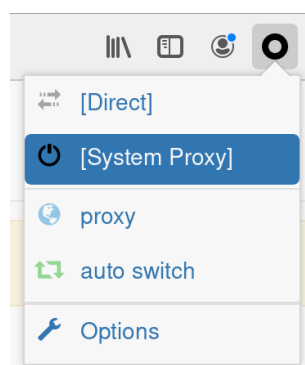 [Direct]
[System Proxy]
proxy
auto switch
Options